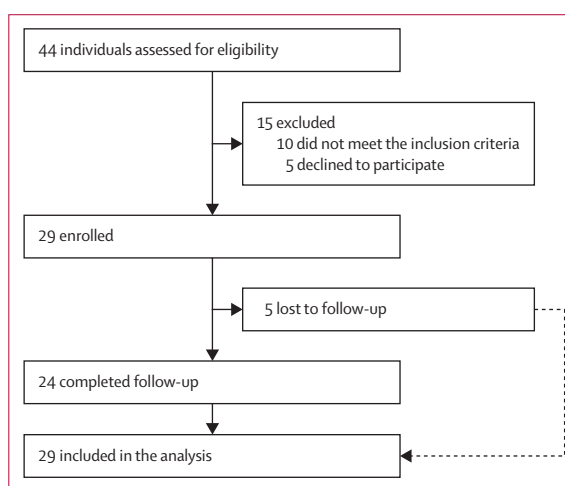 44 individuals assessed for eligibility
15 excluded
10 did not meet the inclusion criteria
5 declined to participate
29 enrolled
5 lost to follow-up
24 completed follow-up
29 included in the analysis